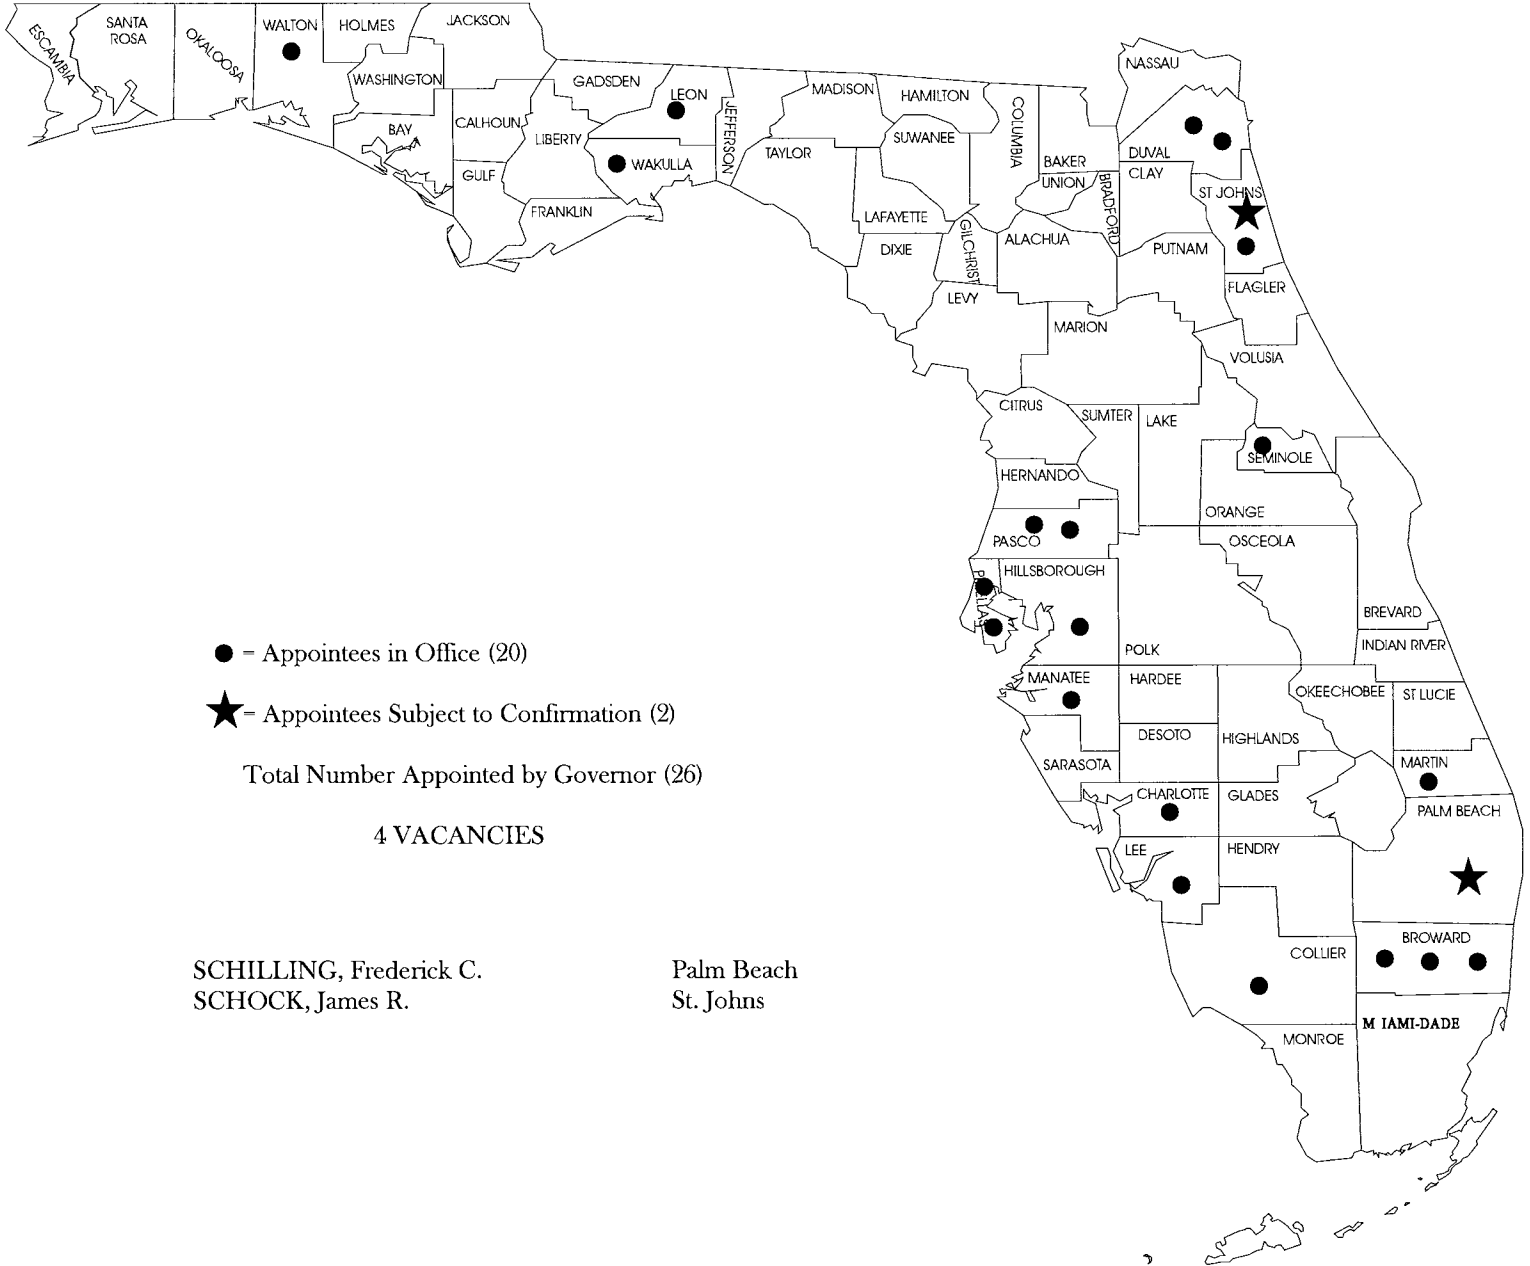 ESCAMBIA
SANTA
ROSA
OKALOOSA
WALTON
HOLMES
JACKSON
WASHINGTON
BAY
CALHOUN
GULF
LIBERTY
GADSDEN
LEON
WAKULLA
FRANKLIN
JEFFERSON
MADISON
TAYLOR
HAMILTON
SUWANEE
LAFAYETTE
DIXIE
COLUMBIA
GILCHRIST
LEVY
BAKER
UNION
BRADFORD
ALACHUA
NASSAU
DUVAL
CLAY
ST JOHNS
PUTNAM
FLAGLER
MARION
VOLUSIA
CITRUS
SUMTER
LAKE
SEMINOLE
HERNANDO
ORANGE
PASCO
OSCEOLA
HILLSBOROUGH
BREVARD
POLK
INDIAN RIVER
MANATEE
HARDEE
OKEECHOBEE
ST LUCIE
DESOTO
HIGHLANDS
SARASOTA
MARTIN
CHARLOTTE
GLADES
PALM BEACH
LEE
HENDRY
BROWARD
COLLIER
M IAMI-DADE
MONROE
= Appointees in Office (20)
= Appointees Subject to Confirmation (2)
Total Number Appointed by Governor (26)
4 VACANCIES
SCHILLING, Frederick C. Palm Beach
SCHOCK, James R. St. Johns